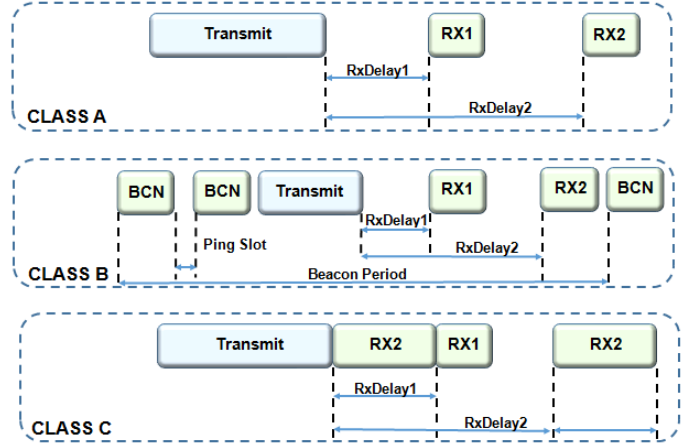 Transmit RX1 RX2
RxDelay1
RxDelay2
CLASS A
BCN BCN Transmit RX1 RX2 BCN
RxDelay1
Ping Slot RxDelay2
CLASS B Beacon Period
Transmit RX2 RX1 RX2
RxDelay1
RxDelay2
CLASS C